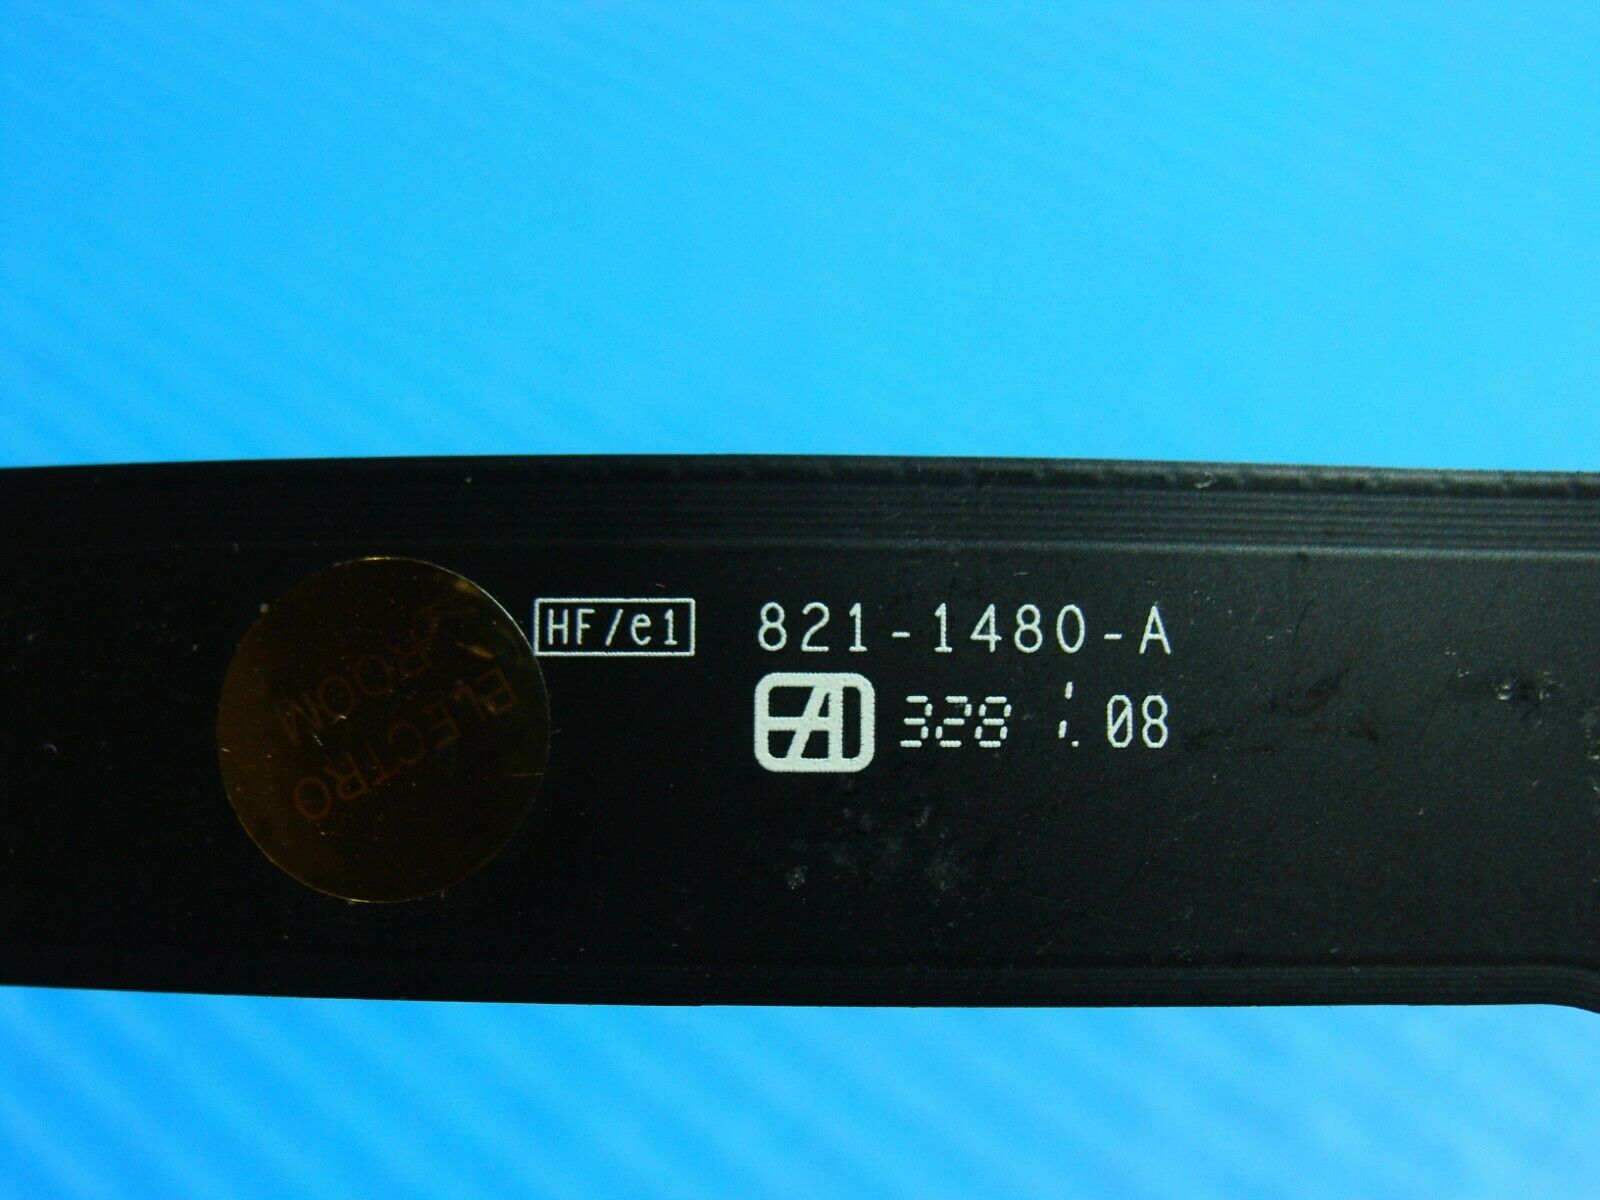 HF/e1 821-1480-A
328 08
ELECTRO
ROOM